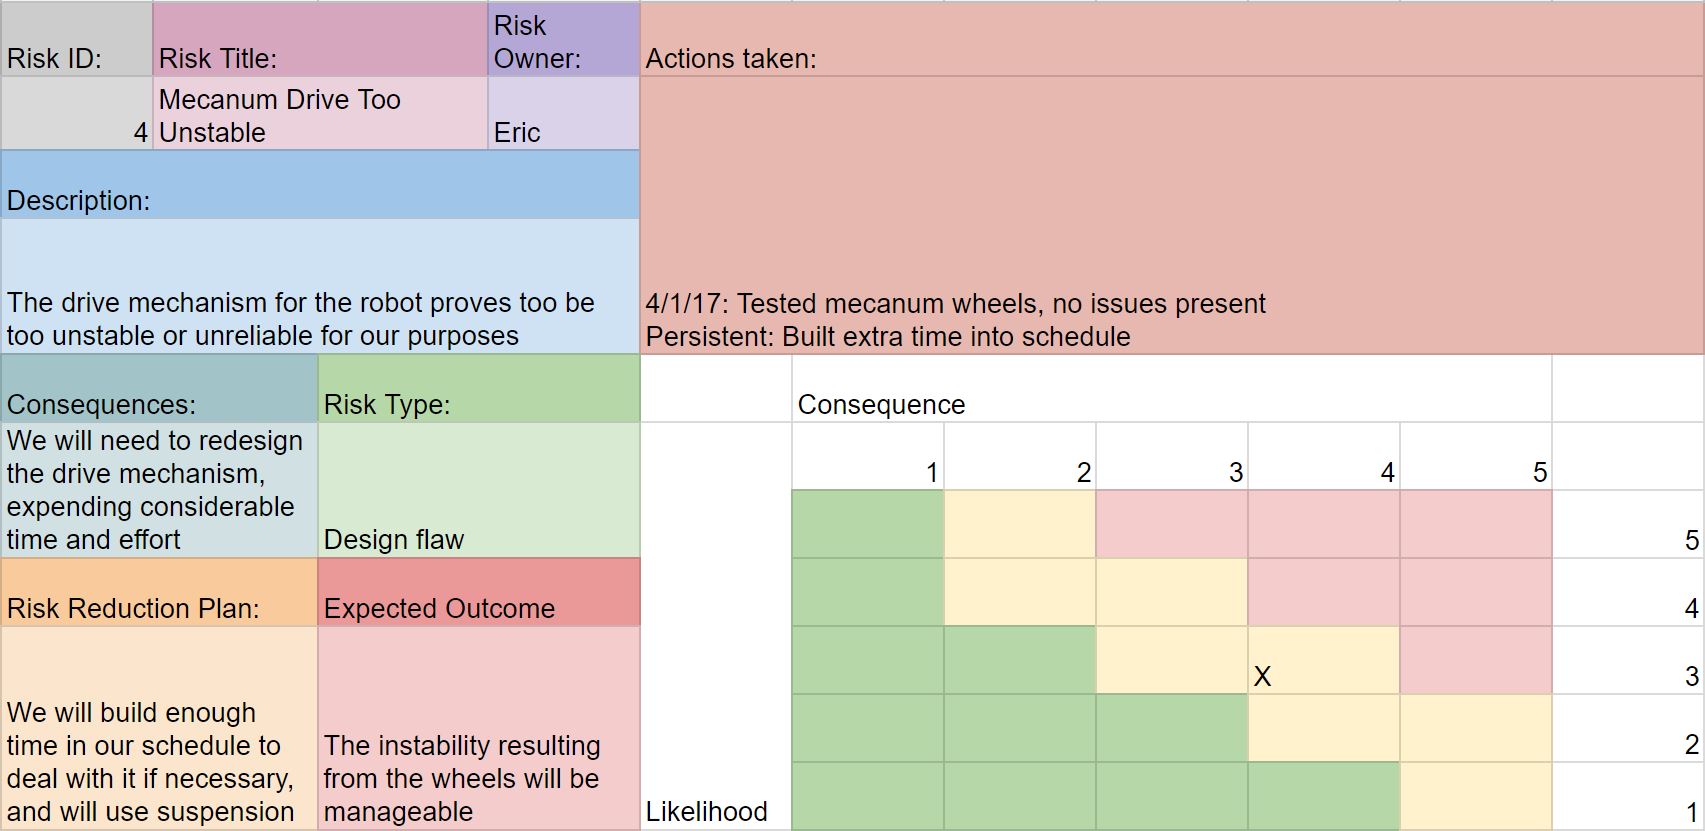 Risk ID:
Risk Title:
Risk
Owner:
Actions taken:
4
Mecanum Drive Too
Unstable
Eric
Description:
The drive mechanism for the robot proves too be
too unstable or unreliable for our purposes
4/1/17: Tested mecanum wheels, no issues present
Persistent: Built extra time into schedule
Consequences:
Risk Type:
Consequence
We will need to redesign
the drive mechanism,
expending considerable
time and effort
Design flaw
1
2
3
4
5
5
Risk Reduction Plan:
Expected Outcome
4
X
3
2
We will build enough
time in our schedule to
deal with it if necessary,
and will use suspension
The instability resulting
from the wheels will be
manageable
Likelihood
1